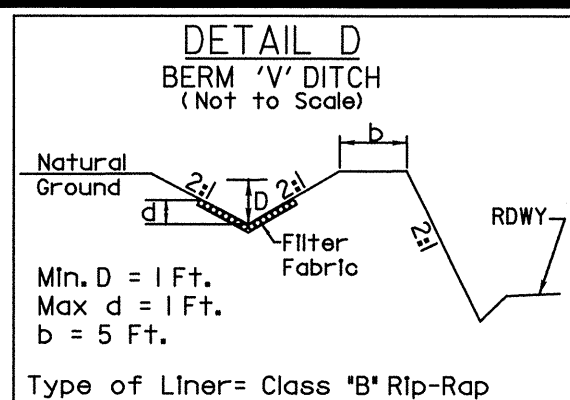 DETAIL D
BERM 'V' DITCH
(Not to Scale)
b
Natural
Ground
2:1
D
2:1
d
RDWY
2:1
Filter
Fabric
Min. D = 1 Ft.
Max d = 1 Ft.
b = 5 Ft.
Type of Liner= Class "B" Rip-Rap